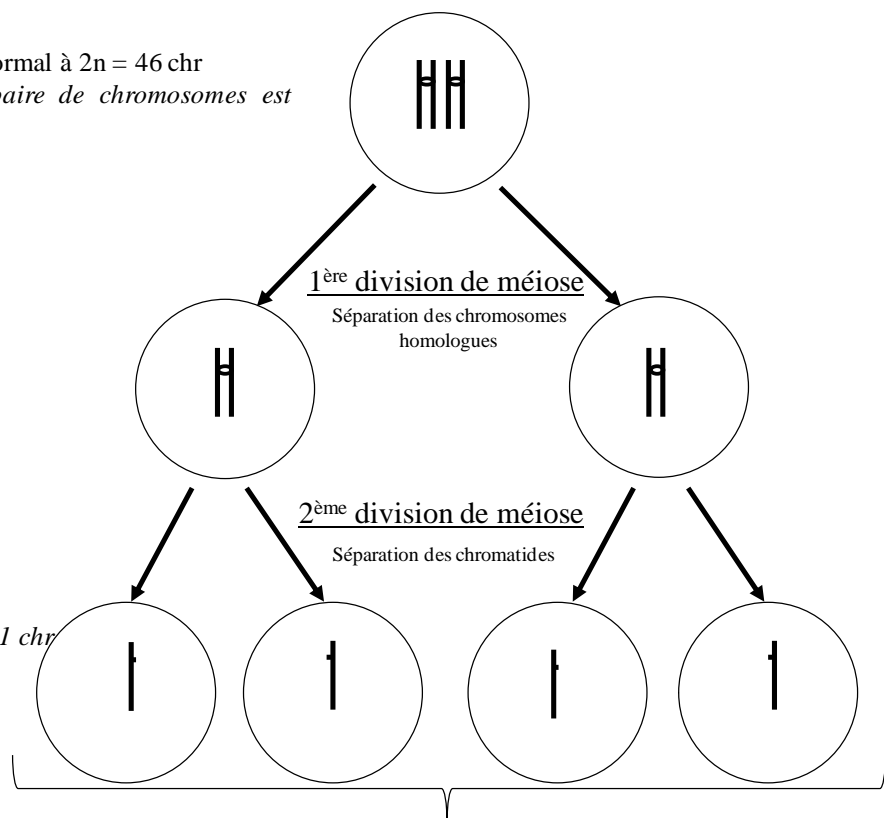 ormal à 2n = 46 chr
paire de chromosomes est
1ère division de méiose
Séparation des chromosomes
homologues
2ème division de méiose
Séparation des chromatides
1 chr